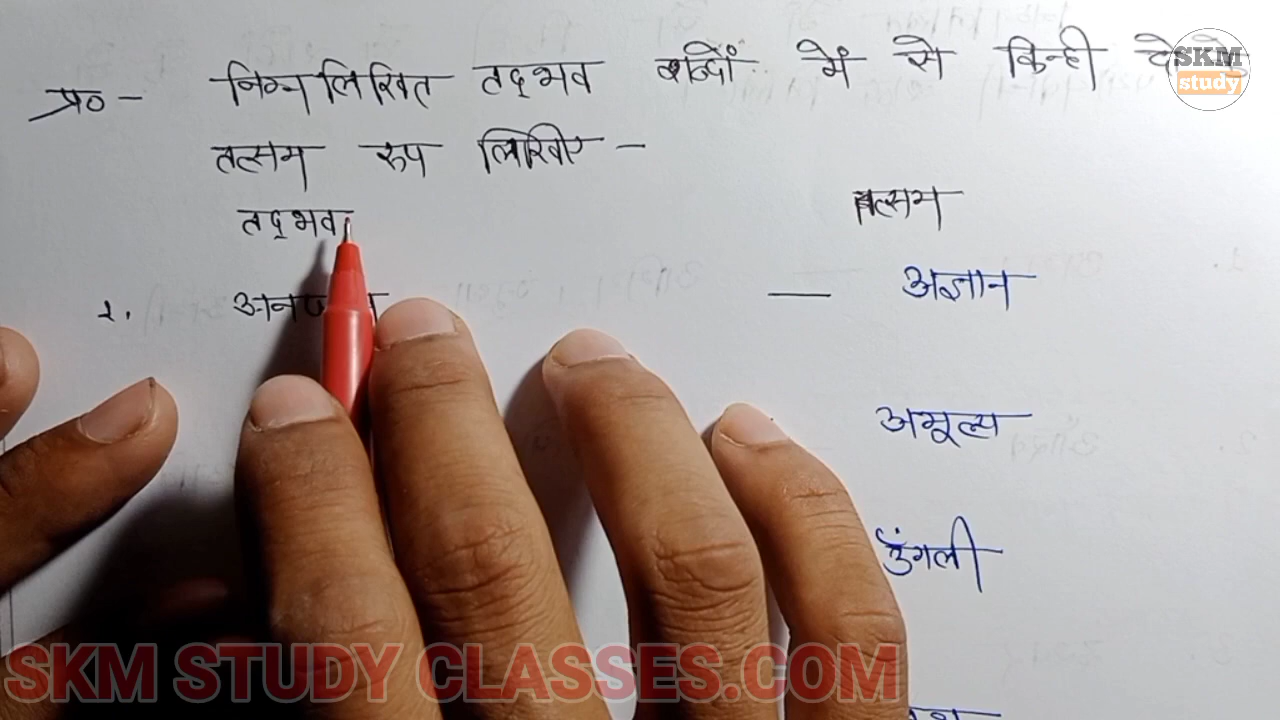 प्र०- निम्नलिखित तद्भव शब्दों में से किन्ही
SKM study
तत्सम रुप लिखिए -
तद्भव तत्सम
१. — अज्ञान
अमूल्य
उंगली
SKM STUDY CLASSES.COM